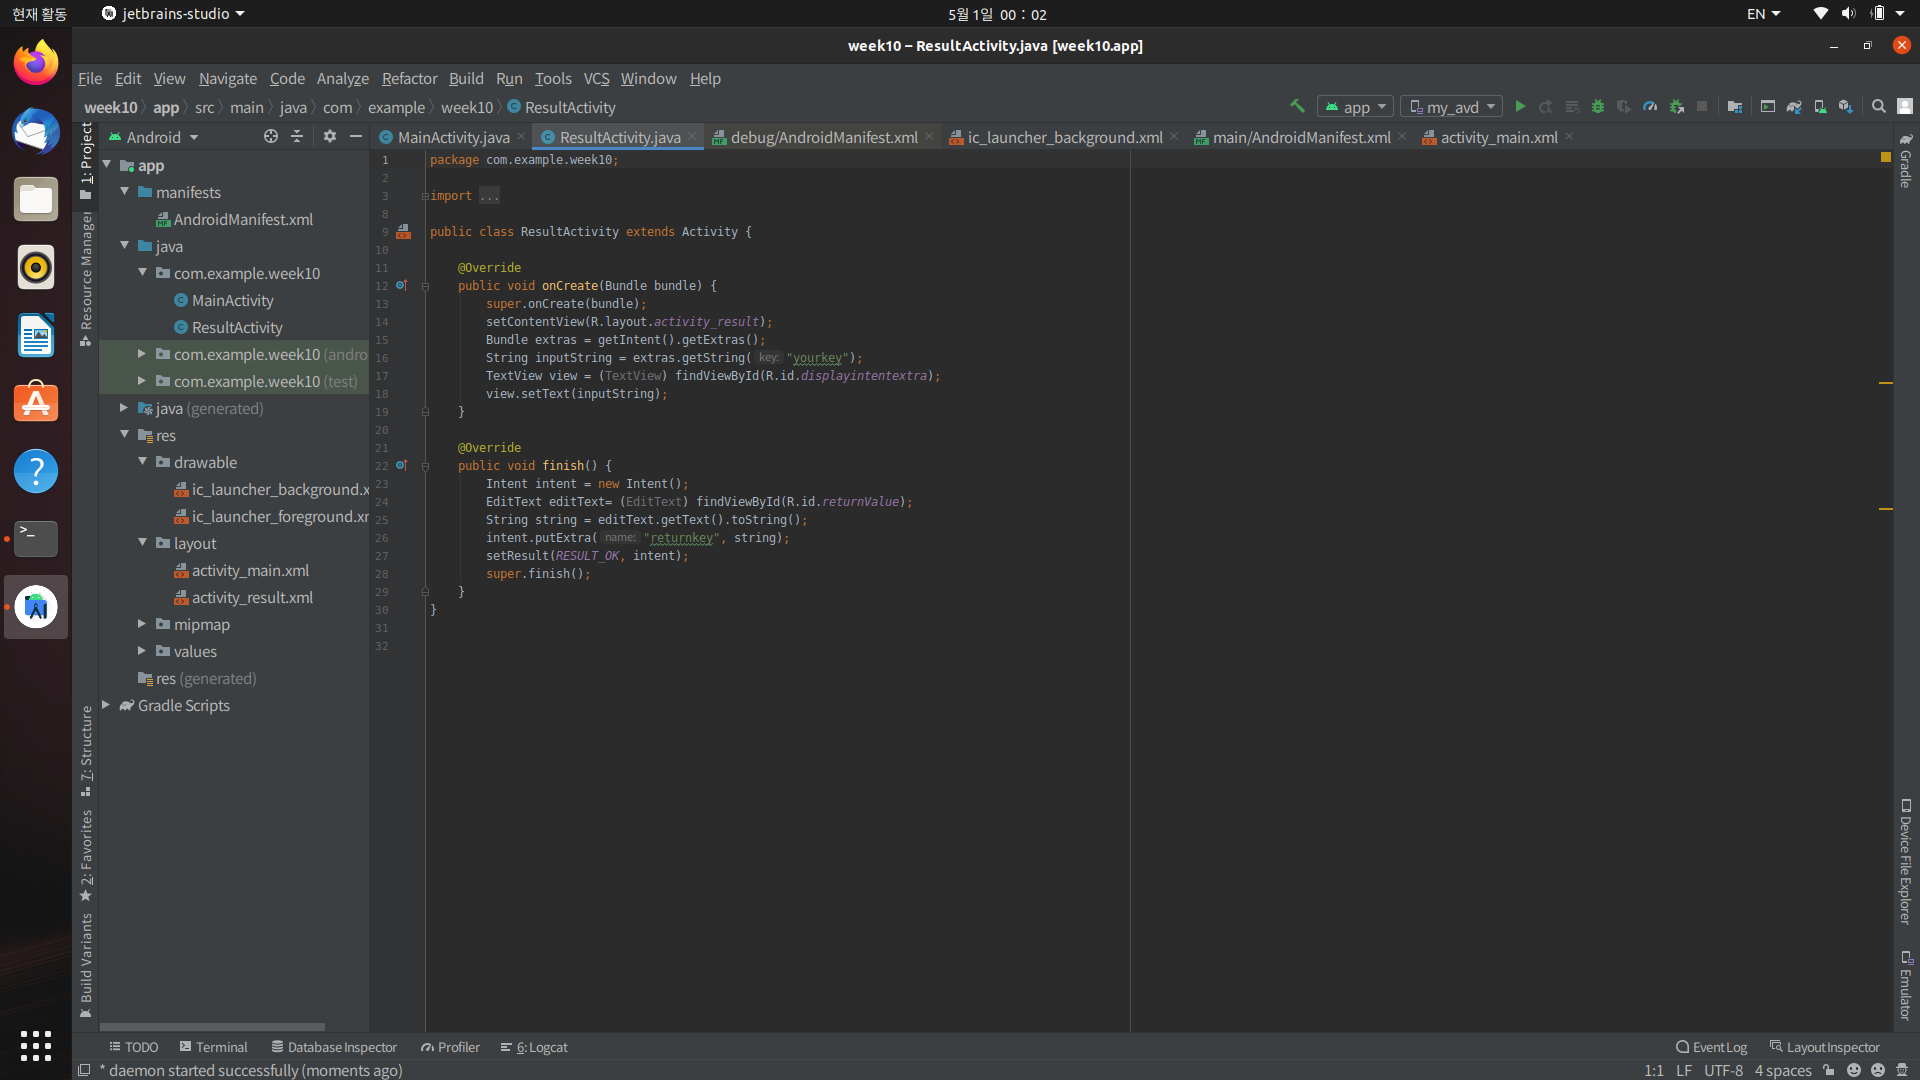 현재 활동
jetbrains-studio
5월 1일 00 : 02
EN
week10 – ResultActivity.java [week10.app]
File Edit View Navigate Code Analyze Refactor Build Run Tools VCS Window Help
week10 app src main java com example week10 ResultActivity
app my_avd
Android
MainActivity.java ResultActivity.java debug/AndroidManifest.xml ic_launcher_background.xml main/AndroidManifest.xml activity_main.xml
1: Project
Resource Manager
7: Structure
2: Favorites
Build Variants
app
manifests
AndroidManifest.xml
java
com.example.week10
MainActivity
ResultActivity
com.example.week10 (andro
com.example.week10 (test)
java (generated)
res
drawable
ic_launcher_background.x
ic_launcher_foreground.xm
layout
activity_main.xml
activity_result.xml
mipmap
values
res (generated)
Gradle Scripts
1 package com.example.week10;
2
3 import ...
8
9 public class ResultActivity extends Activity {
10
11 @Override
12 public void onCreate(Bundle bundle) {
13 super.onCreate(bundle);
14 setContentView(R.layout.activity_result);
15 Bundle extras = getIntent().getExtras();
16 String inputString = extras.getString( key: "yourkey");
17 TextView view = (TextView) findViewById(R.id.displayintentextra);
18 view.setText(inputString);
19 }
20
21 @Override
22 public void finish() {
23 Intent intent = new Intent();
24 EditText editText= (EditText) findViewById(R.id.returnValue);
25 String string = editText.getText().toString();
26 intent.putExtra( name: "returnkey", string);
27 setResult(RESULT_OK, intent);
28 super.finish();
29 }
30 }
31
32
Gradle
Device File Explorer
Emulator
TODO Terminal Database Inspector Profiler 6: Logcat Event Log Layout Inspector
* daemon started successfully (moments ago) 1:1 LF UTF-8 4 spaces